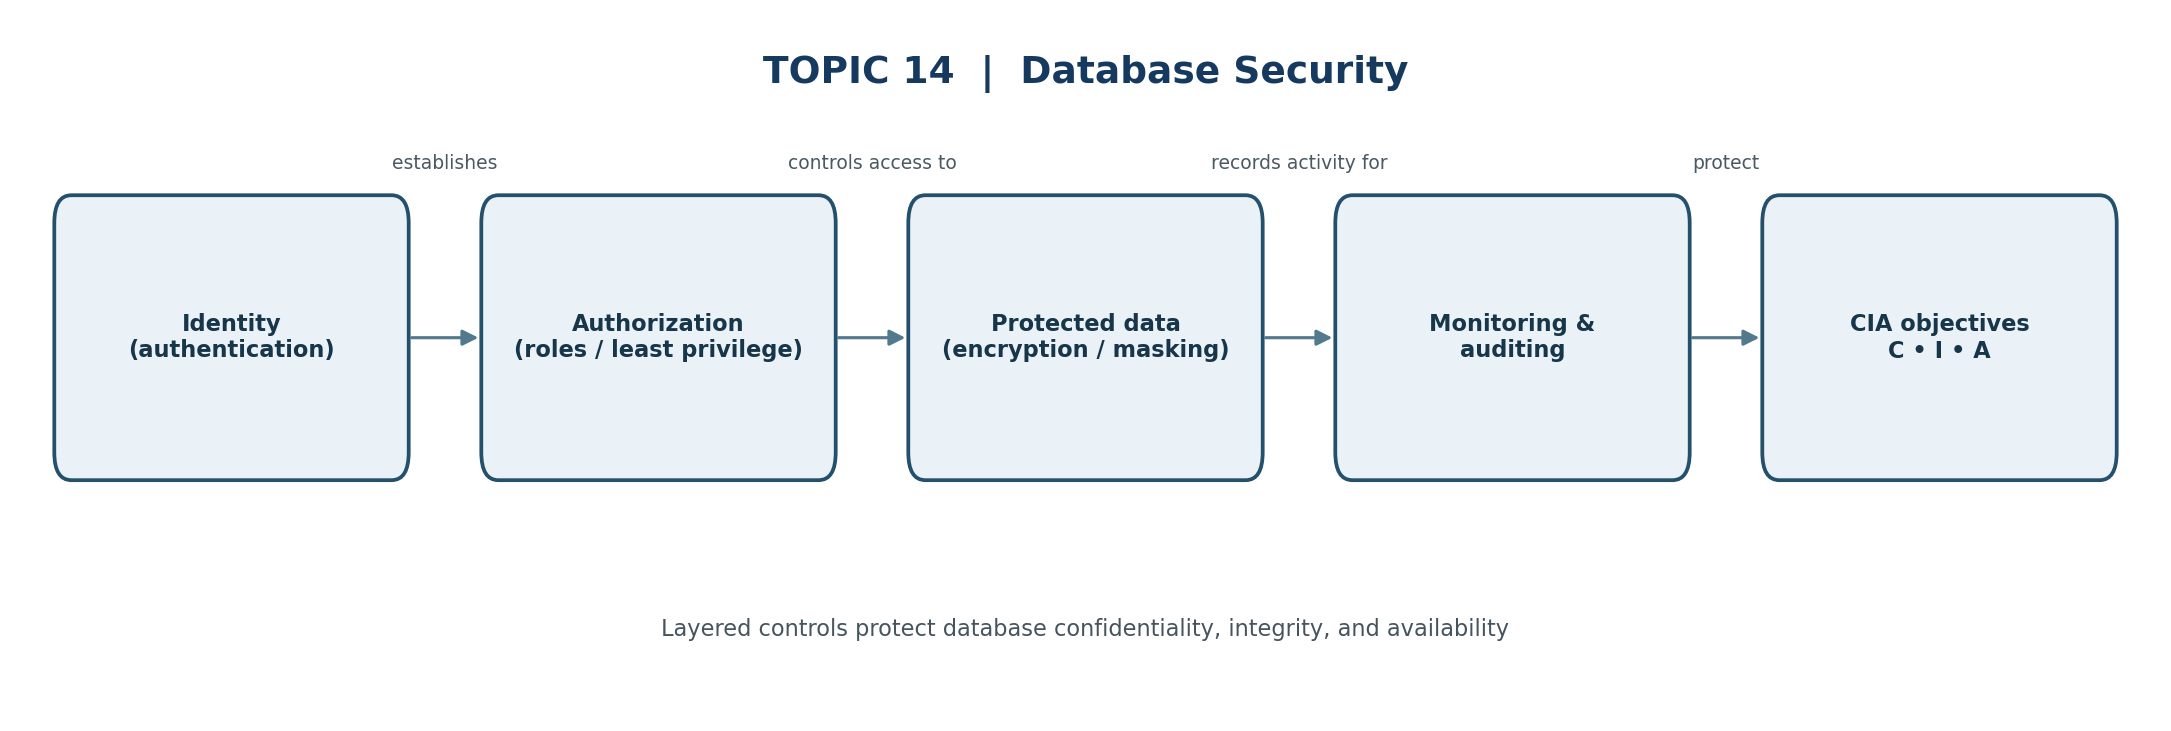 TOPIC 14 | Database Security
establishes
controls access to
records activity for
protect
Identity
(authentication)
Authorization
(roles / least privilege)
Protected data
(encryption / masking)
Monitoring &
auditing
CIA objectives
C • I • A
Layered controls protect database confidentiality, integrity, and availability